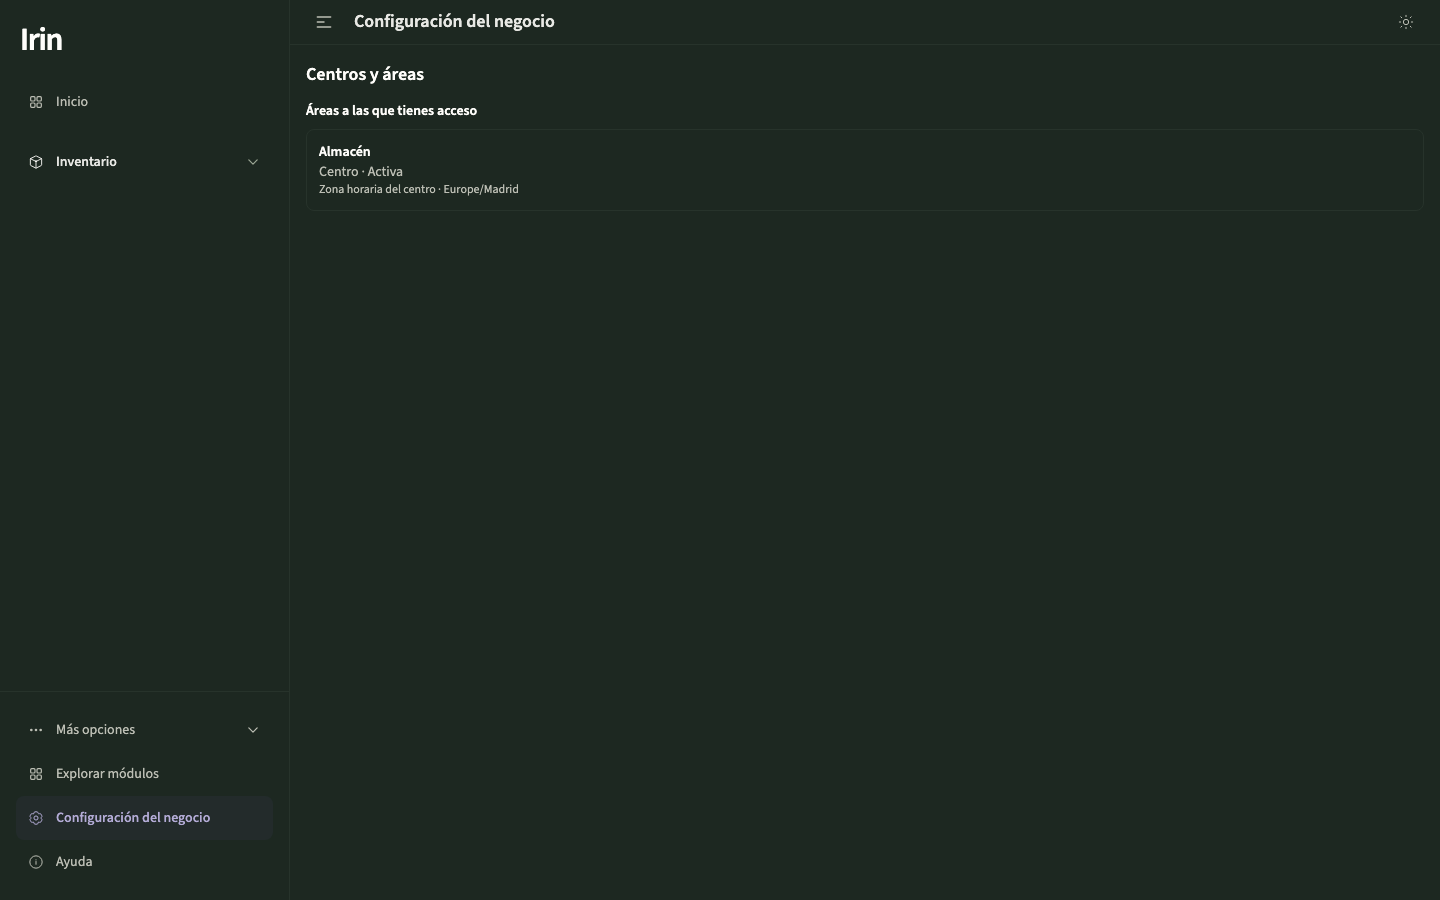 Irin
Inicio
Inventario
Más opciones
Explorar módulos
Configuración del negocio
Ayuda
Configuración del negocio
Centros y áreas
Áreas a las que tienes acceso
Almacén
Centro · Activa
Zona horaria del centro · Europe/Madrid